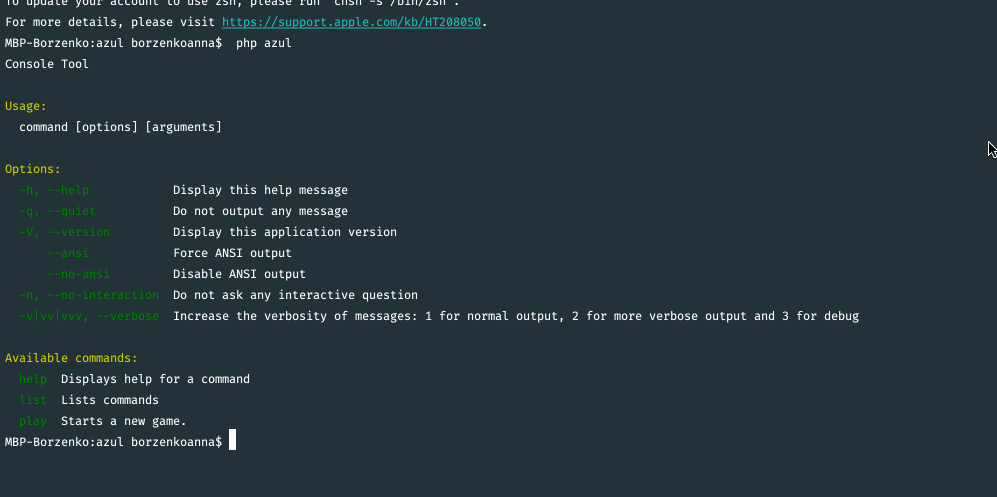 To update your account to use zsh, please run `chsh -s /bin/zsh`.
For more details, please visit https://support.apple.com/kb/HT208050.
MBP-Borzenko:azul borzenkoanna$  php azul
Console Tool

Usage:
  command [options] [arguments]

Options:
  -h, --help            Display this help message
  -q, --quiet           Do not output any message
  -V, --version         Display this application version
      --ansi            Force ANSI output
      --no-ansi         Disable ANSI output
  -n, --no-interaction  Do not ask any interactive question
  -v|vv|vvv, --verbose  Increase the verbosity of messages: 1 for normal output, 2 for more verbose output and 3 for debug

Available commands:
  help  Displays help for a command
  list  Lists commands
  play  Starts a new game.
MBP-Borzenko:azul borzenkoanna$